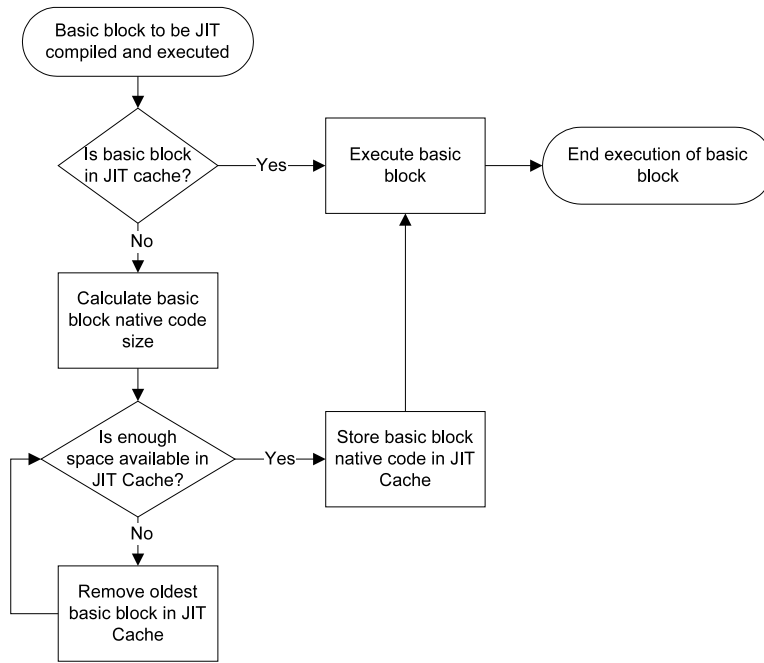 Basic block to be JIT
compiled and executed
Is basic block
in JIT cache?
Yes
Execute basic
block
End execution of basic
block
No
Calculate basic
block native code
size
Is enough
space available in
JIT Cache?
Yes
Store basic block
native code in JIT
Cache
No
Remove oldest
basic block in JIT
Cache